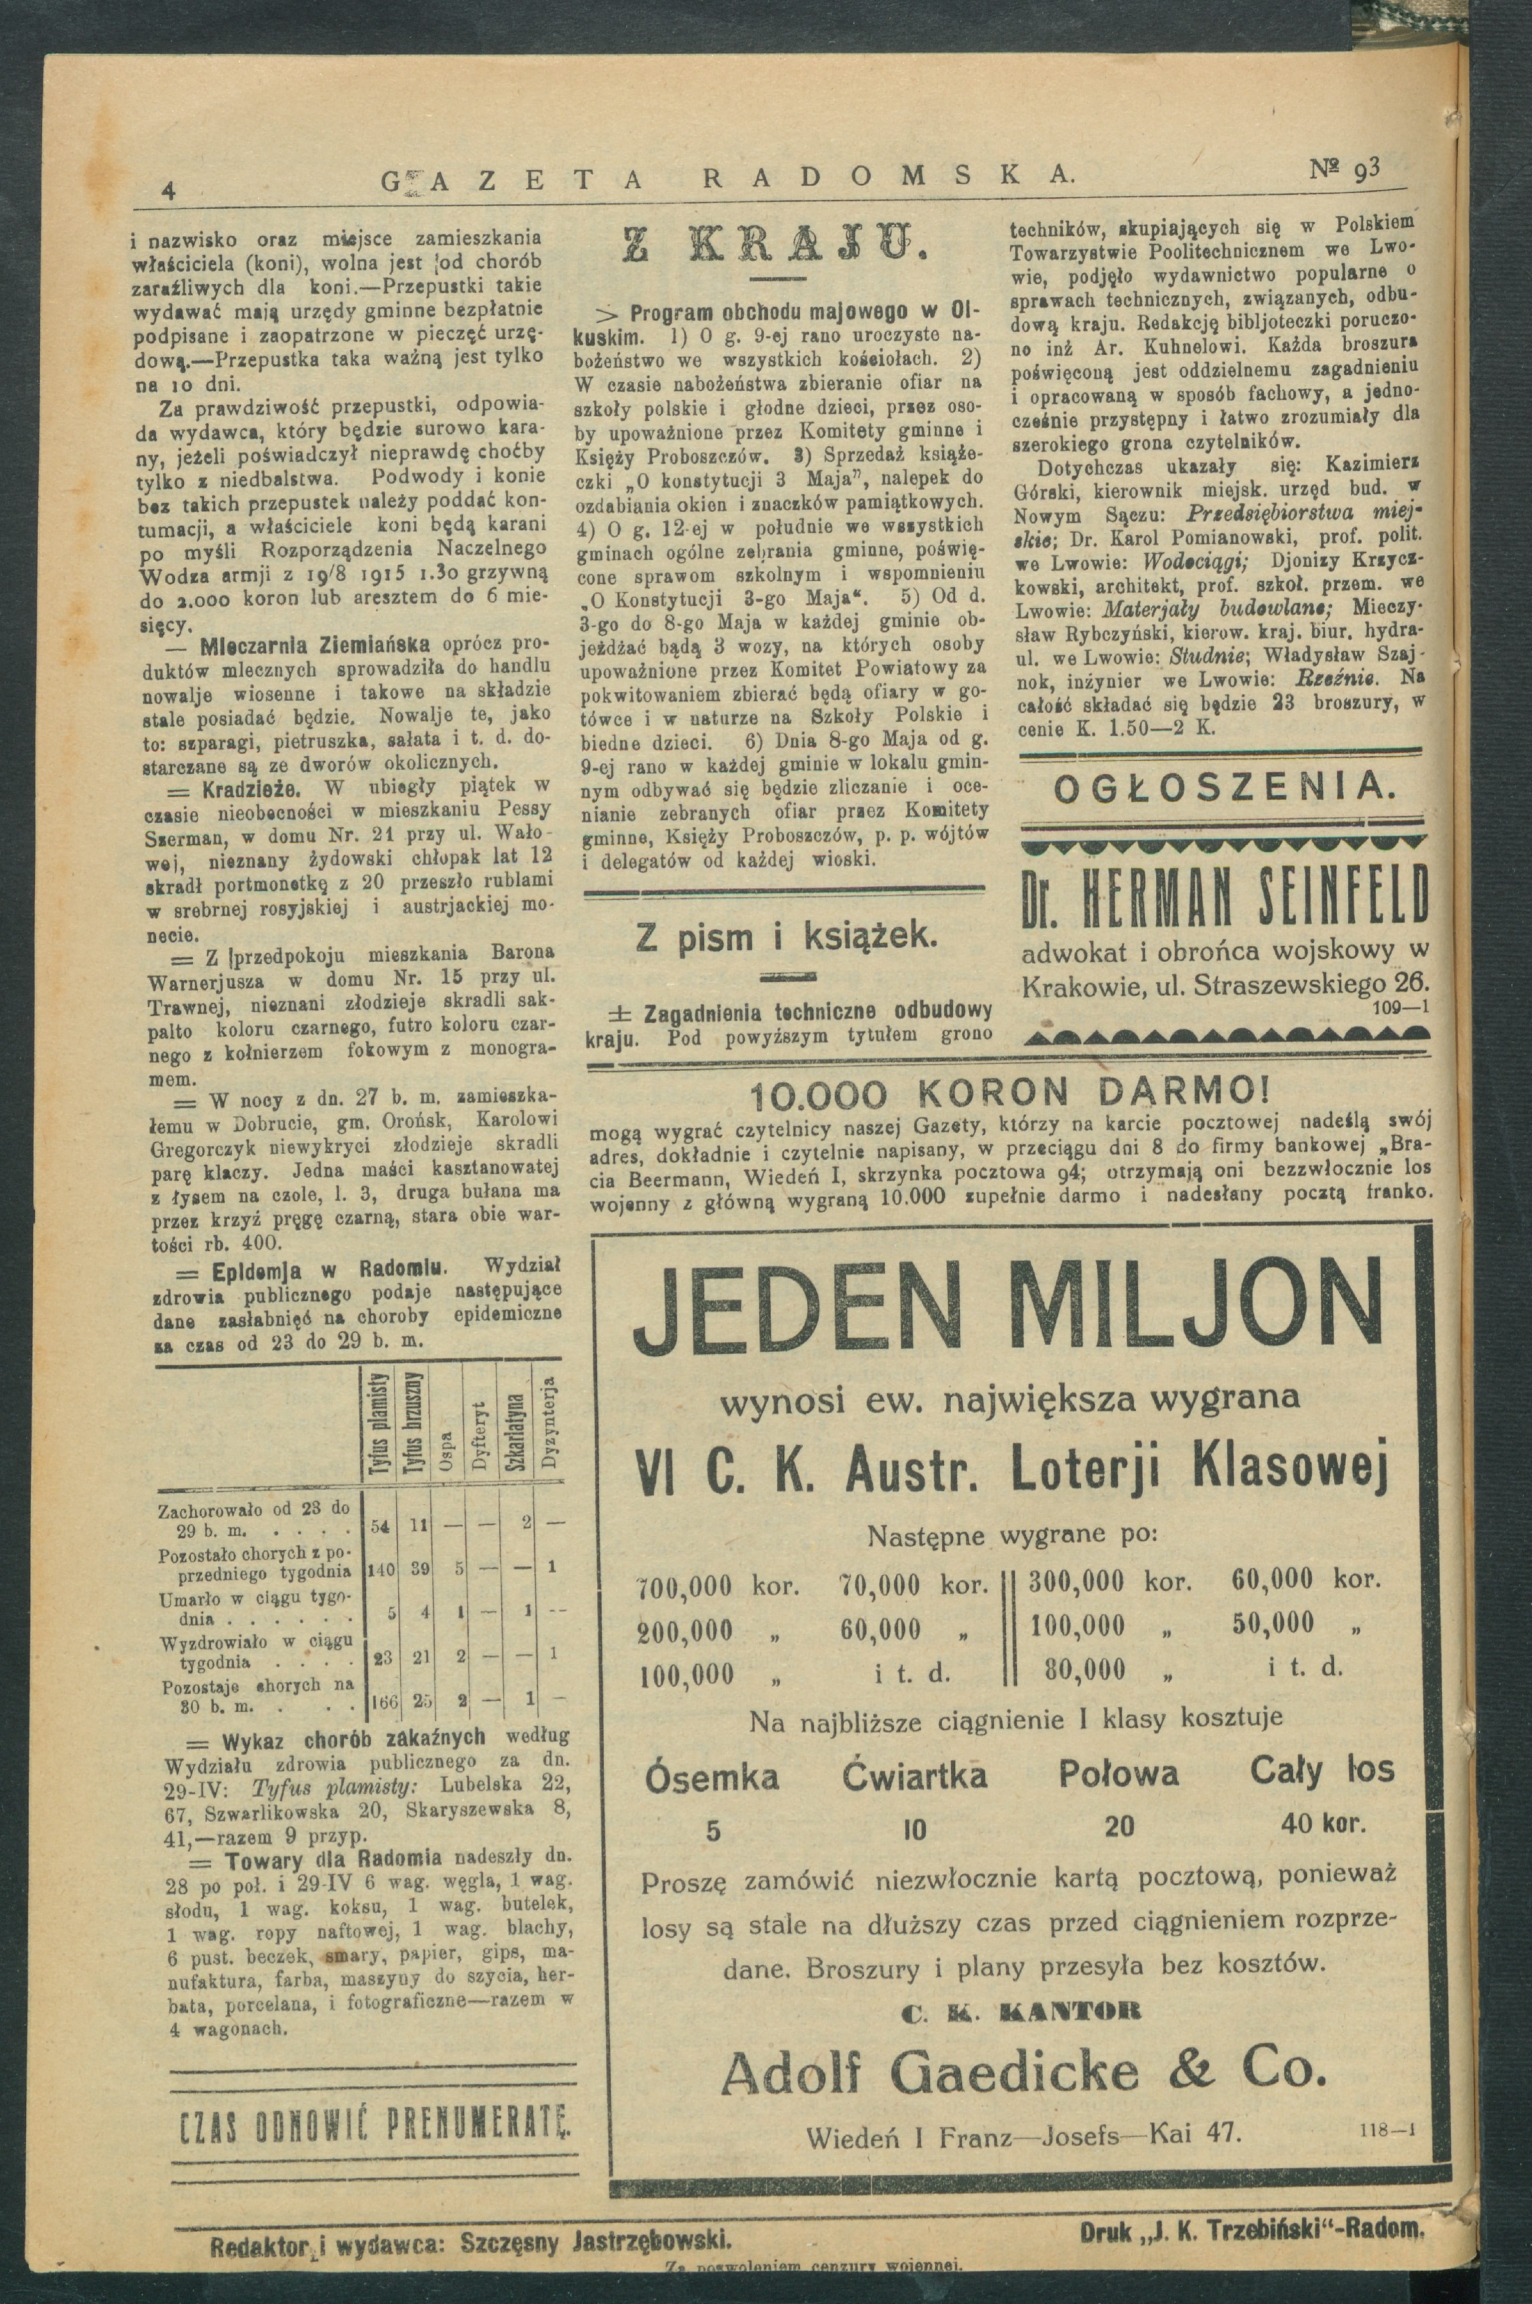 4
GAZETA RADOMSKA.
№ 93
i nazwisko oraz miejsce zamieszkania
właściciela (koni), wolna jest od chorób
zaraźliwych dla koni.—Przepustki takie
wydawać mają urzędy gminne bezpłatnie
podpisane i zaopatrzone w pieczęć urzę-
dową.—Przepustka taka ważną jest tylko
na 10 dni.
Za prawdziwość przepustki, odpowia-
da wydawca, który będzie surowo kara-
ny, jeżeli poświadczył nieprawdę choćby
tylko z niedbalstwa. Podwody i konie
bez takich przepustek należy poddać kon-
tumacji, a właściciele koni będą karani
po myśli Rozporządzenia Naczelnego
Wodza armji z 19/8 1915 1.30 grzywną
do 2.000 koron lub aresztem do 6 mie-
sięcy.
— Mleczarnia Ziemiańska oprócz pro-
duktów mlecznych sprowadziła do handlu
nowalje wiosenne i takowe na składzie
stale posiadać będzie. Nowalje te, jako
to: szparagi, pietruszka, sałata i t. d. do-
starczane są ze dworów okolicznych.
= Kradzieże. W ubiegły piątek w
czasie nieobecności w mieszkaniu Pessy
Szerman, w domu Nr. 21 przy ul. Wało-
wej, nieznany żydowski chłopak lat 12
skradł portmonetkę z 20 przeszło rublami
w srebrnej rosyjskiej i austrjackiej mo-
necie.
= Z przedpokoju mieszkania Barona
Warnerjusza w domu Nr. 15 przy ul.
Trawnej, nieznani złodzieje skradli sak-
palto koloru czarnego, futro koloru czar-
nego z kołnierzem fokowym z monogra-
mem.
= W nocy z dn. 27 b. m. zamieszka-
łemu w Dobrucie, gm. Orońsk, Karolowi
Gregorczyk niewykryci złodzieje skradli
parę klaczy. Jedna maści kasztanowatej
z łysem na czole, l. 3, druga bułana ma
przez krzyż pręgę czarną, stara obie war-
tości rb. 400.
= Epidemja w Radomiu. Wydział
zdrowia publicznego podaje następujące
dane zasłabnięć na choroby epidemiczne
za czas od 23 do 29 b. m.
Tyfus plamisty Tyfus brzuszny Ospa Dyfteryt Szkarlatyna Dyzynterja
Zachorowało od 23 do
29 b. m. . . . . 54 11 — — 2 —
Pozostało chorych z po-
przedniego tygodnia 140 39 5 — — 1
Umarło w ciągu tygo-
dnia . . . . . . 5 4 1 — 1 --
Wyzdrowiało w ciągu
tygodnia . . . . 23 21 2 — — 1
Pozostaje chorych na
30 b. m. . . . 166 25 2 — 1 —
= Wykaz chorób zakaźnych według
Wydziału zdrowia publicznego za dn.
29-IV: Tyfus plamisty: Lubelska 22,
67, Szwarlikowska 20, Skaryszewska 8,
41,—razem 9 przyp.
= Towary dla Radomia nadeszły dn.
28 po poł. i 29-IV 6 wag. węgla, 1 wag.
słodu, 1 wag. koksu, 1 wag. butelek,
1 wag. ropy naftowej, 1 wag. blachy,
6 pust. beczek, smary, papier, gips, ma-
nufaktura, farba, maszyny do szycia, her-
bata, porcelana, i fotograficzne—razem w
4 wagonach.
CZAS ODNOWIĆ PRENUMERATĘ.
Z KRAJU.
> Program obchodu majowego w Ol-
kuskim. 1) O g. 9-ej rano uroczyste na-
bożeństwo we wszystkich kościołach. 2)
W czasie nabożeństwa zbieranie ofiar na
szkoły polskie i głodne dzieci, przez oso-
by upoważnione przez Komitety gminne i
Księży Proboszczów. 3) Sprzedaż książe-
czki „O konstytucji 3 Maja”, nalepek do
ozdabiania okien i znaczków pamiątkowych.
4) O g. 12-ej w południe we wszystkich
gminach ogólne zebrania gminne, poświę-
cone sprawom szkolnym i wspomnieniu
„O Konstytucji 3-go Maja“. 5) Od d.
3-go do 8-go Maja w każdej gminie ob-
jeżdżać bądą 3 wozy, na których osoby
upoważnione przez Komitet Powiatowy za
pokwitowaniem zbierać będą ofiary w go-
tówce i w naturze na Szkoły Polskie i
biedne dzieci. 6) Dnia 8-go Maja od g.
9-ej rano w każdej gminie w lokalu gmin-
nym odbywać się będzie zliczanie i oce-
nianie zebranych ofiar przez Komitety
gminne, Księży Proboszczów, p. p. wójtów
i delegatów od każdej wioski.
Z pism i książek.
± Zagadnienia techniczne odbudowy
kraju. Pod powyższym tytułem grono
techników, skupiających się w Polskiem
Towarzystwie Poolitechnicznem we Lwo-
wie, podjęło wydawnictwo popularne o
sprawach technicznych, związanych, odbu-
dową kraju. Redakcję bibljoteczki poruczo-
no inż Ar. Kuhnelowi. Każda broszura
poświęconą jest oddzielnemu zagadnieniu
i opracowaną w sposób fachowy, a jedno-
cześnie przystępny i łatwo zrozumiały dla
szerokiego grona czytelników.
Dotychczas ukazały się: Kazimierz
Górski, kierownik miejsk. urzęd bud. w
Nowym Sączu: Przedsiębiorstwa miej-
skie; Dr. Karol Pomianowski, prof. polit.
we Lwowie: Wodociągi; Djonizy Krzycz-
kowski, architekt, prof. szkoł. przem. we
Lwowie: Materjały budowlane; Mieczy-
sław Rybczyński, kierow. kraj. biur. hydra-
ul. we Lwowie: Studnie; Władysław Szaj-
nok, inżynier we Lwowie: Rzeźnie. Na
całość składać się będzie 23 broszury, w
cenie K. 1.50—2 K.
OGŁOSZENIA.
Dr. HERMAN SEINFELD
adwokat i obrońca wojskowy w
Krakowie, ul. Straszewskiego 26.
109—1
10.000 KORON DARMO!
mogą wygrać czytelnicy naszej Gazety, którzy na karcie pocztowej nadeślą swój
adres, dokładnie i czytelnie napisany, w przeciągu dni 8 do firmy bankowej „Bra-
cia Beermann, Wiedeń I, skrzynka pocztowa 94; otrzymają oni bezzwłocznie los
wojenny z główną wygraną 10.000 zupełnie darmo i nadesłany pocztą franko.
JEDEN MILJON
wynosi ew. największa wygrana
VI C. K. Austr. Loterji Klasowej
Następne wygrane po:
700,000 kor. 70,000 kor. 300,000 kor. 60,000 kor.
200,000 „ 60,000 „ 100,000 „ 50,000 „
100,000 „ i t. d. 80,000 „ i t. d.
Na najbliższe ciągnienie I klasy kosztuje
Ósemka Ćwiartka Połowa Cały los
5 10 20 40 kor.
Proszę zamówić niezwłocznie kartą pocztową, ponieważ
losy są stale na dłuższy czas przed ciągnieniem rozprze-
dane. Broszury i plany przesyła bez kosztów.
C. K. KANTOR
Adolf Gaedicke & Co.
Wiedeń I Franz—Josefs—Kai 47.
118—1
Redaktor i wydawca: Szczęsny Jastrzębowski.
Druk „J. K. Trzebiński“-Radom.
Za pozwoleniem cenzury wojennej.